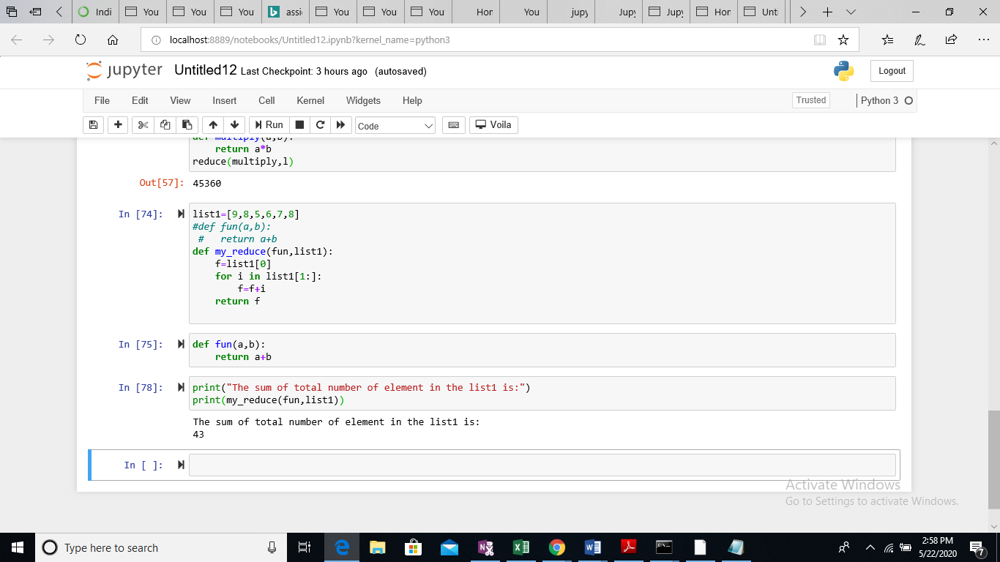 Indi You You You assi You You You Hor You jupy Jupy Jupy Hor Unti
localhost:8889/notebooks/Untitled12.ipynb?kernel_name=python3
jupyter Untitled12 Last Checkpoint: 3 hours ago (autosaved)
Logout
File Edit View Insert Cell Kernel Widgets Help
Trusted Python 3
Run Code Voila
def multiply(a,b):
return a*b
reduce(multiply,l)
Out[57]: 45360
In [74]: list1=[9,8,5,6,7,8]
#def fun(a,b):
#   return a+b
def my_reduce(fun,list1):
f=list1[0]
for i in list1[1:]:
f=f+i
return f
In [75]: def fun(a,b):
return a+b
In [78]: print("The sum of total number of element in the list1 is:")
print(my_reduce(fun,list1))
The sum of total number of element in the list1 is:
43
In [ ]:
Activate Windows
Go to Settings to activate Windows.
Type here to search
2:58 PM
5/22/2020
7